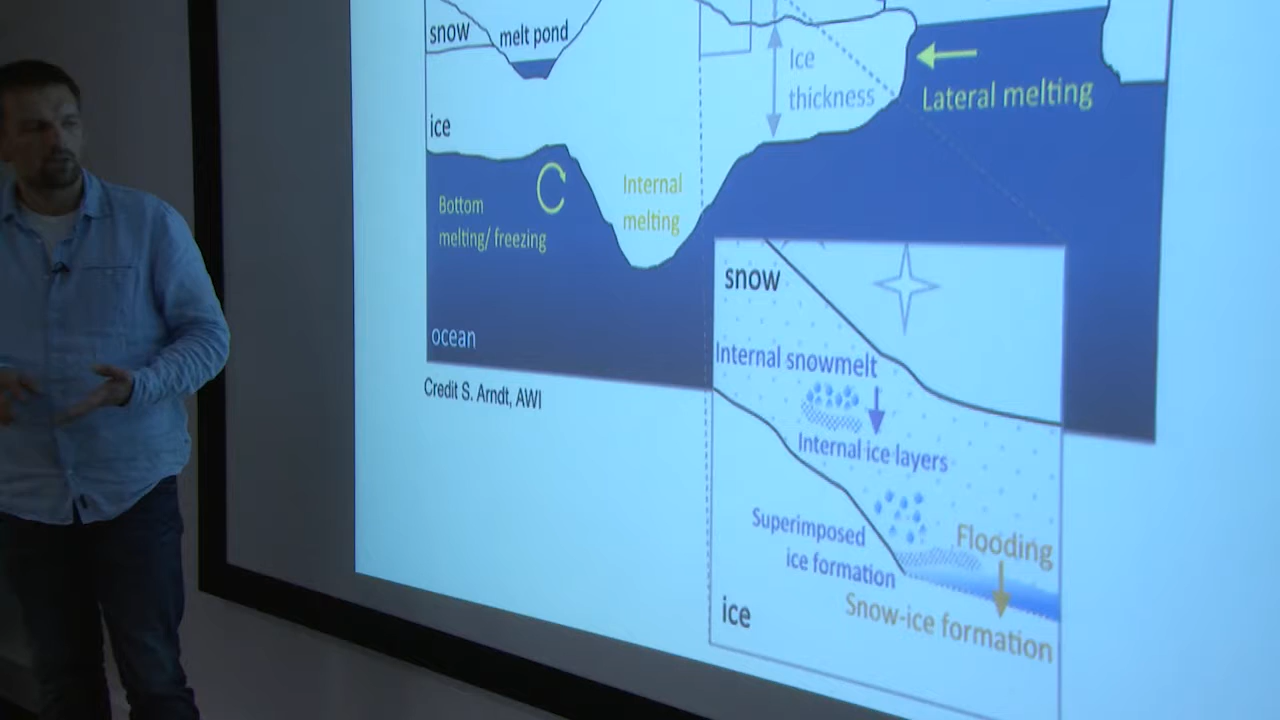 snow
melt pond
Ice
thickness
Lateral melting
ice
Internal
melting
Bottom
melting/ freezing
snow
ocean
Internal snowmelt
Credit S. Arndt, AWI
Internal ice layers
Superimposed
ice formation
Flooding
Snow-ice formation
ice